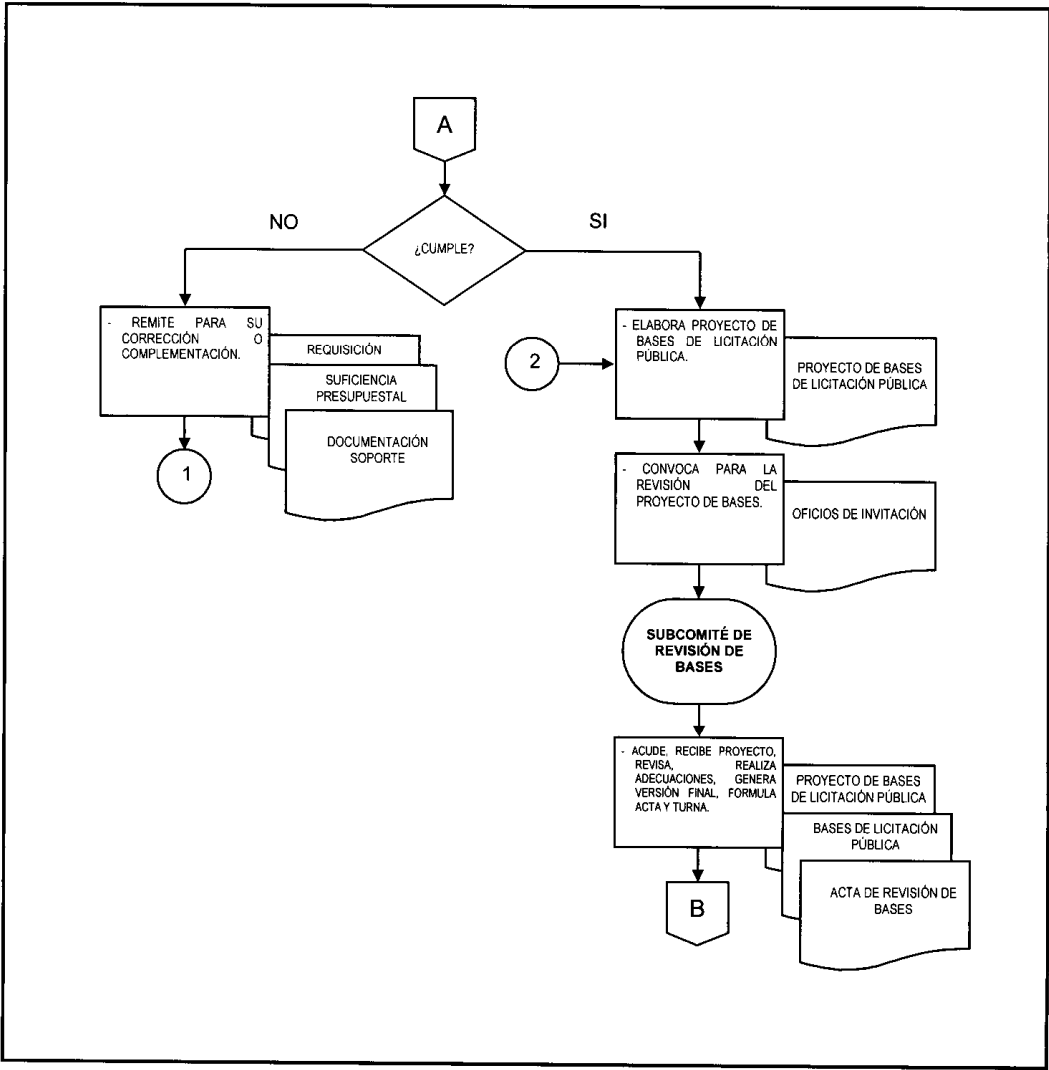 A
NO
SI
¿CUMPLE?
- REMITE PARA SU
CORRECCIÓN O
COMPLEMENTACIÓN.
REQUISICIÓN
SUFICIENCIA
PRESUPUESTAL
DOCUMENTACIÓN
SOPORTE
1
2
- ELABORA PROYECTO DE
BASES DE LICITACIÓN
PÚBLICA.
PROYECTO DE BASES
DE LICITACIÓN PÚBLICA
- CONVOCA PARA LA
REVISIÓN DEL
PROYECTO DE BASES.
OFICIOS DE INVITACIÓN
SUBCOMITÉ DE
REVISIÓN DE
BASES
- ACUDE, RECIBE PROYECTO,
REVISA, REALIZA
ADECUACIONES, GENERA
VERSIÓN FINAL, FORMULA
ACTA Y TURNA.
PROYECTO DE BASES
DE LICITACIÓN PÚBLICA
BASES DE LICITACIÓN
PÚBLICA
ACTA DE REVISIÓN DE
BASES
B